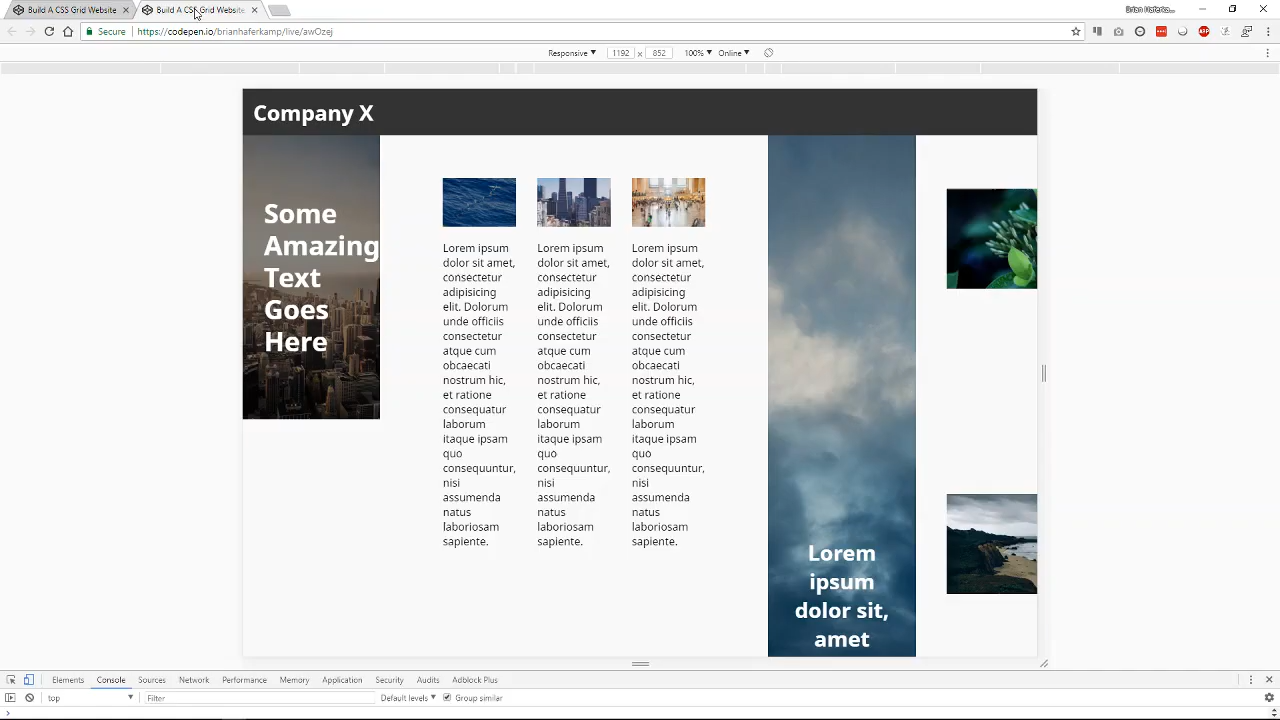 Build A CSS Grid Website
Build A CSS Grid Website
Secure
https://codepen.io/brianhaferkamp/live/awOzej
Responsive
1192 x 852
100%
Online
Company X
Some
Amazing
Text
Goes
Here
Lorem ipsum
dolor sit amet,
consectetur
adipisicing
elit. Dolorum
unde officiis
consectetur
atque cum
obcaecati
nostrum hic,
et ratione
consequatur
laborum
itaque ipsam
quo
consequuntur,
nisi
assumenda
natus
laboriosam
sapiente.
Lorem ipsum
dolor sit amet,
consectetur
adipisicing
elit. Dolorum
unde officiis
consectetur
atque cum
obcaecati
nostrum hic,
et ratione
consequatur
laborum
itaque ipsam
quo
consequuntur,
nisi
assumenda
natus
laboriosam
sapiente.
Lorem ipsum
dolor sit amet,
consectetur
adipisicing
elit. Dolorum
unde officiis
consectetur
atque cum
obcaecati
nostrum hic,
et ratione
consequatur
laborum
itaque ipsam
quo
consequuntur,
nisi
assumenda
natus
laboriosam
sapiente.
Lorem
ipsum
dolor sit,
amet
Elements Console Sources Network Performance Memory Application Security Audits Adblock Plus
top Filter Default levels Group similar